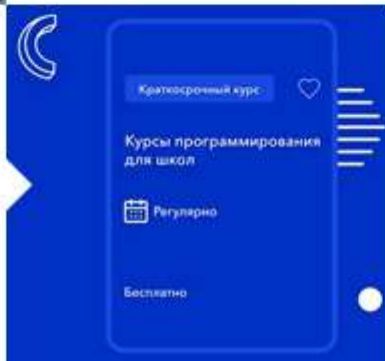 Краткосрочный курс
Курсы программирования
для школ
Регулярно
Бесплатно